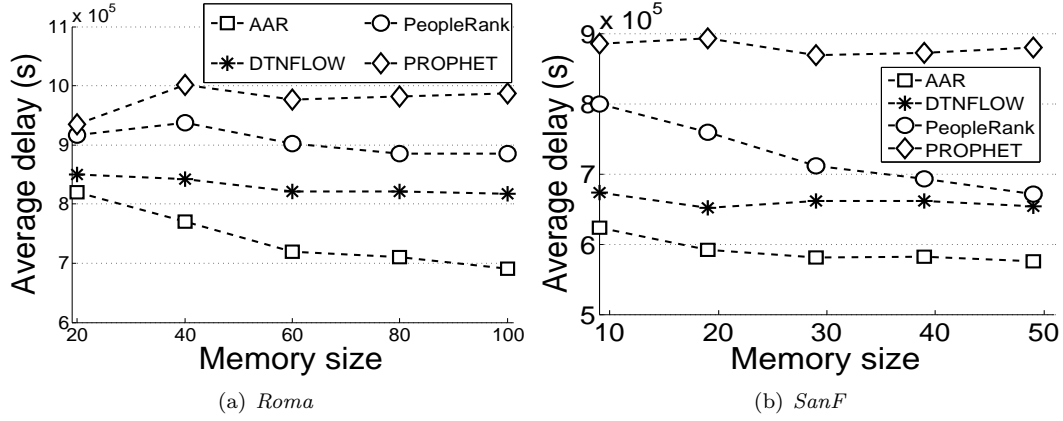 x 10^5
11
10
9
8
7
6
Average delay (s)
AAR
PeopleRank
DTNFLOW
PROPHET
20 40 60 80 100
Memory size
(a) Roma
x 10^5
9
8
7
6
5
Average delay (s)
AAR
DTNFLOW
PeopleRank
PROPHET
10 20 30 40 50
Memory size
(b) SanF